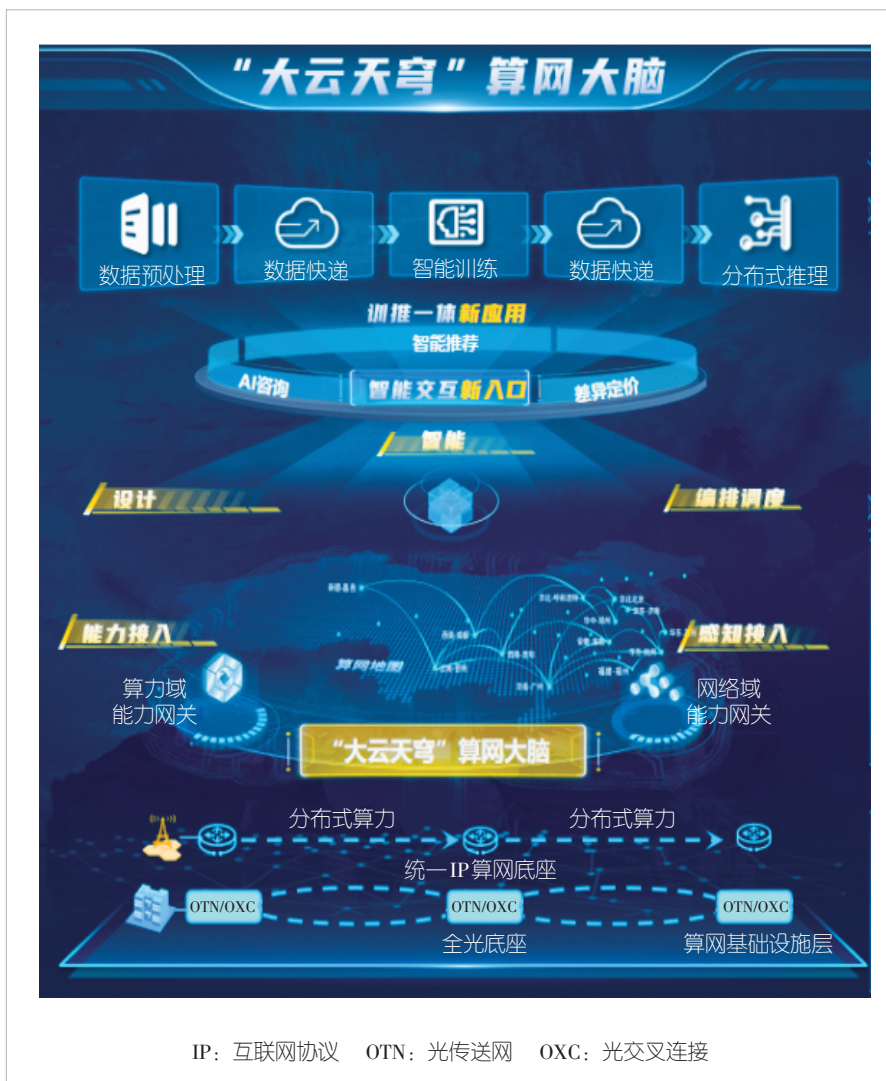 “大云天穹”算网大脑
数据预处理
数据快递
智能训练
数据快递
分布式推理
训推一体新应用
智能推荐
AI咨询
智能交互新入口
差异定价
智能
设计
编排调度
能力接入
感知接入
算网地图
算力域
能力网关
网络域
能力网关
“大云天穹”算网大脑
分布式算力
分布式算力
统一IP算网底座
OTN/OXC
OTN/OXC
OTN/OXC
全光底座
算网基础设施层
IP：互联网协议 OTN：光传送网 OXC：光交叉连接